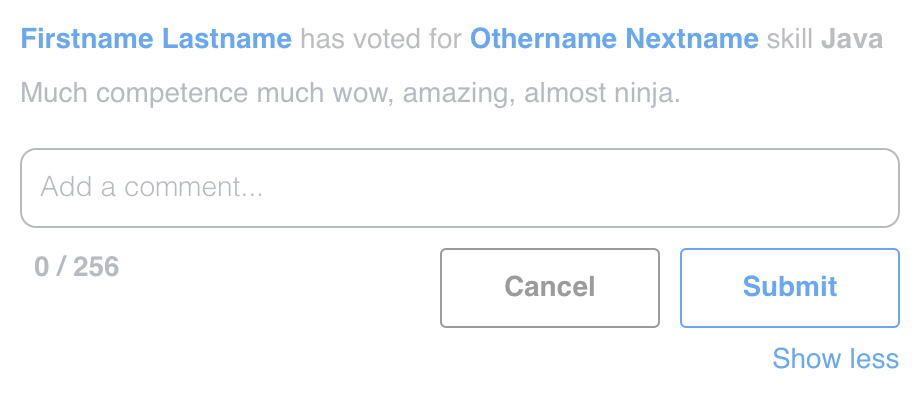 Firstname Lastname has voted for Othername Nextname skill Java
Much competence much wow, amazing, almost ninja.
Add a comment...
0 / 256
Cancel
Submit
Show less